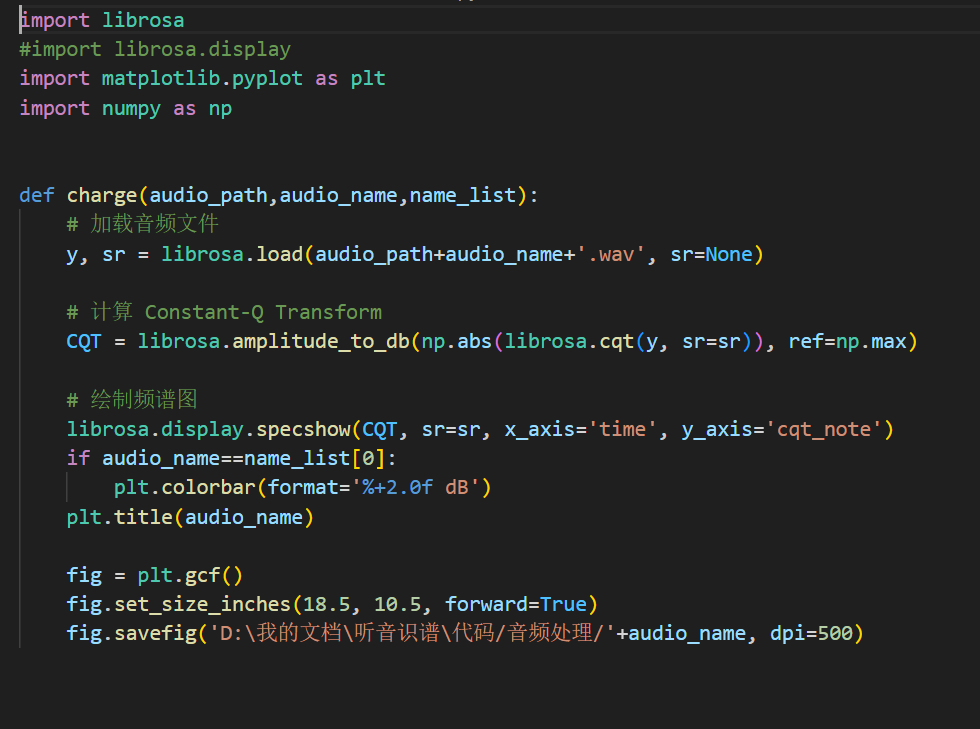 import librosa
#import librosa.display
import matplotlib.pyplot as plt
import numpy as np
def charge(audio_path,audio_name,name_list):
# 加载音频文件
y, sr = librosa.load(audio_path+audio_name+'.wav', sr=None)
# 计算 Constant-Q Transform
CQT = librosa.amplitude_to_db(np.abs(librosa.cqt(y, sr=sr)), ref=np.max)
# 绘制频谱图
librosa.display.specshow(CQT, sr=sr, x_axis='time', y_axis='cqt_note')
if audio_name==name_list[0]:
plt.colorbar(format='%+2.0f dB')
plt.title(audio_name)
fig = plt.gcf()
fig.set_size_inches(18.5, 10.5, forward=True)
fig.savefig('D:\我的文档\听音识谱\代码/音频处理/'+audio_name, dpi=500)